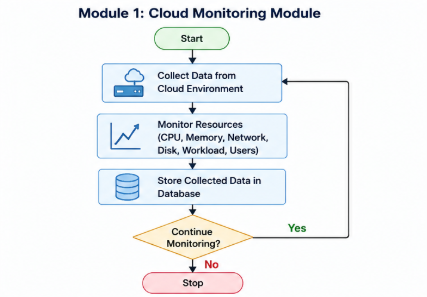 Module 1: Cloud Monitoring Module
Start
Collect Data from
Cloud Environment
Monitor Resources
(CPU, Memory, Network,
Disk, Workload, Users)
Store Collected Data in
Database
Continue
Monitoring?
Yes
No
Stop